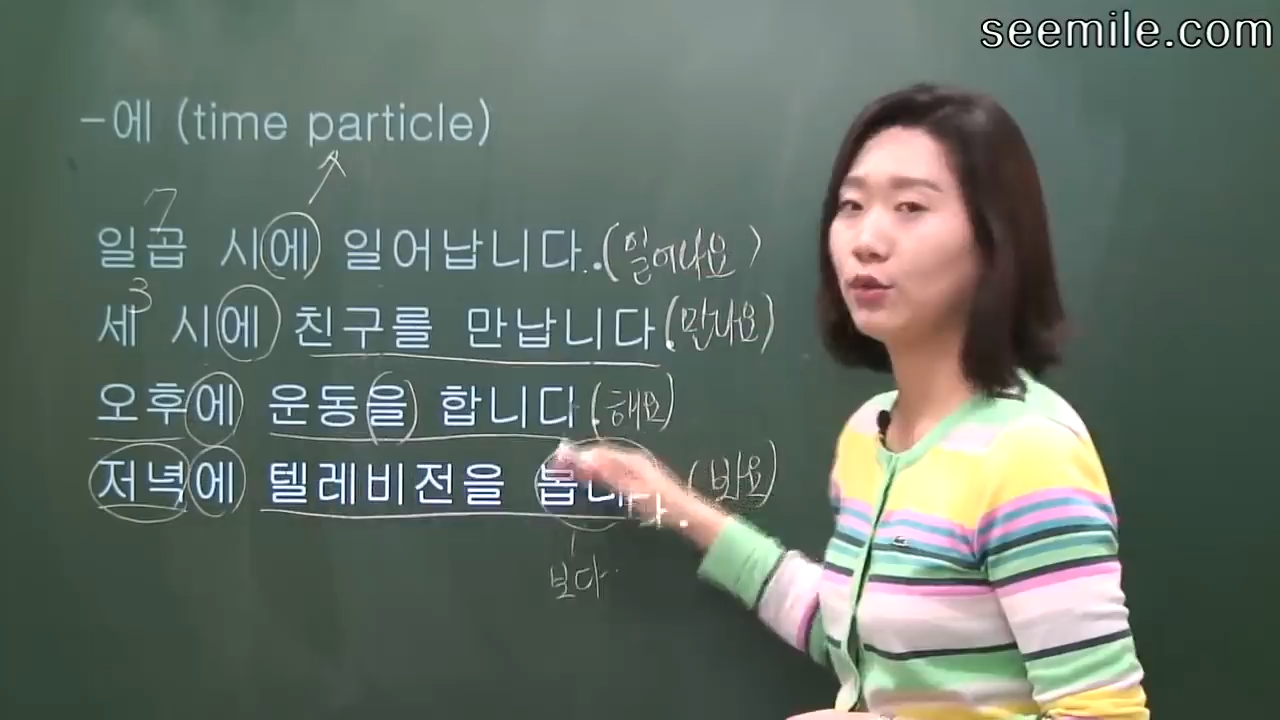 seemile.com
-에 (time particle)
7
일곱 시에 일어납니다. (일어나요)
3
세 시에 친구를 만납니다. (만나요)
오후에 운동을 합니다. (해요)
저녁에 텔레비전을 봅니다. (봐요)
보다